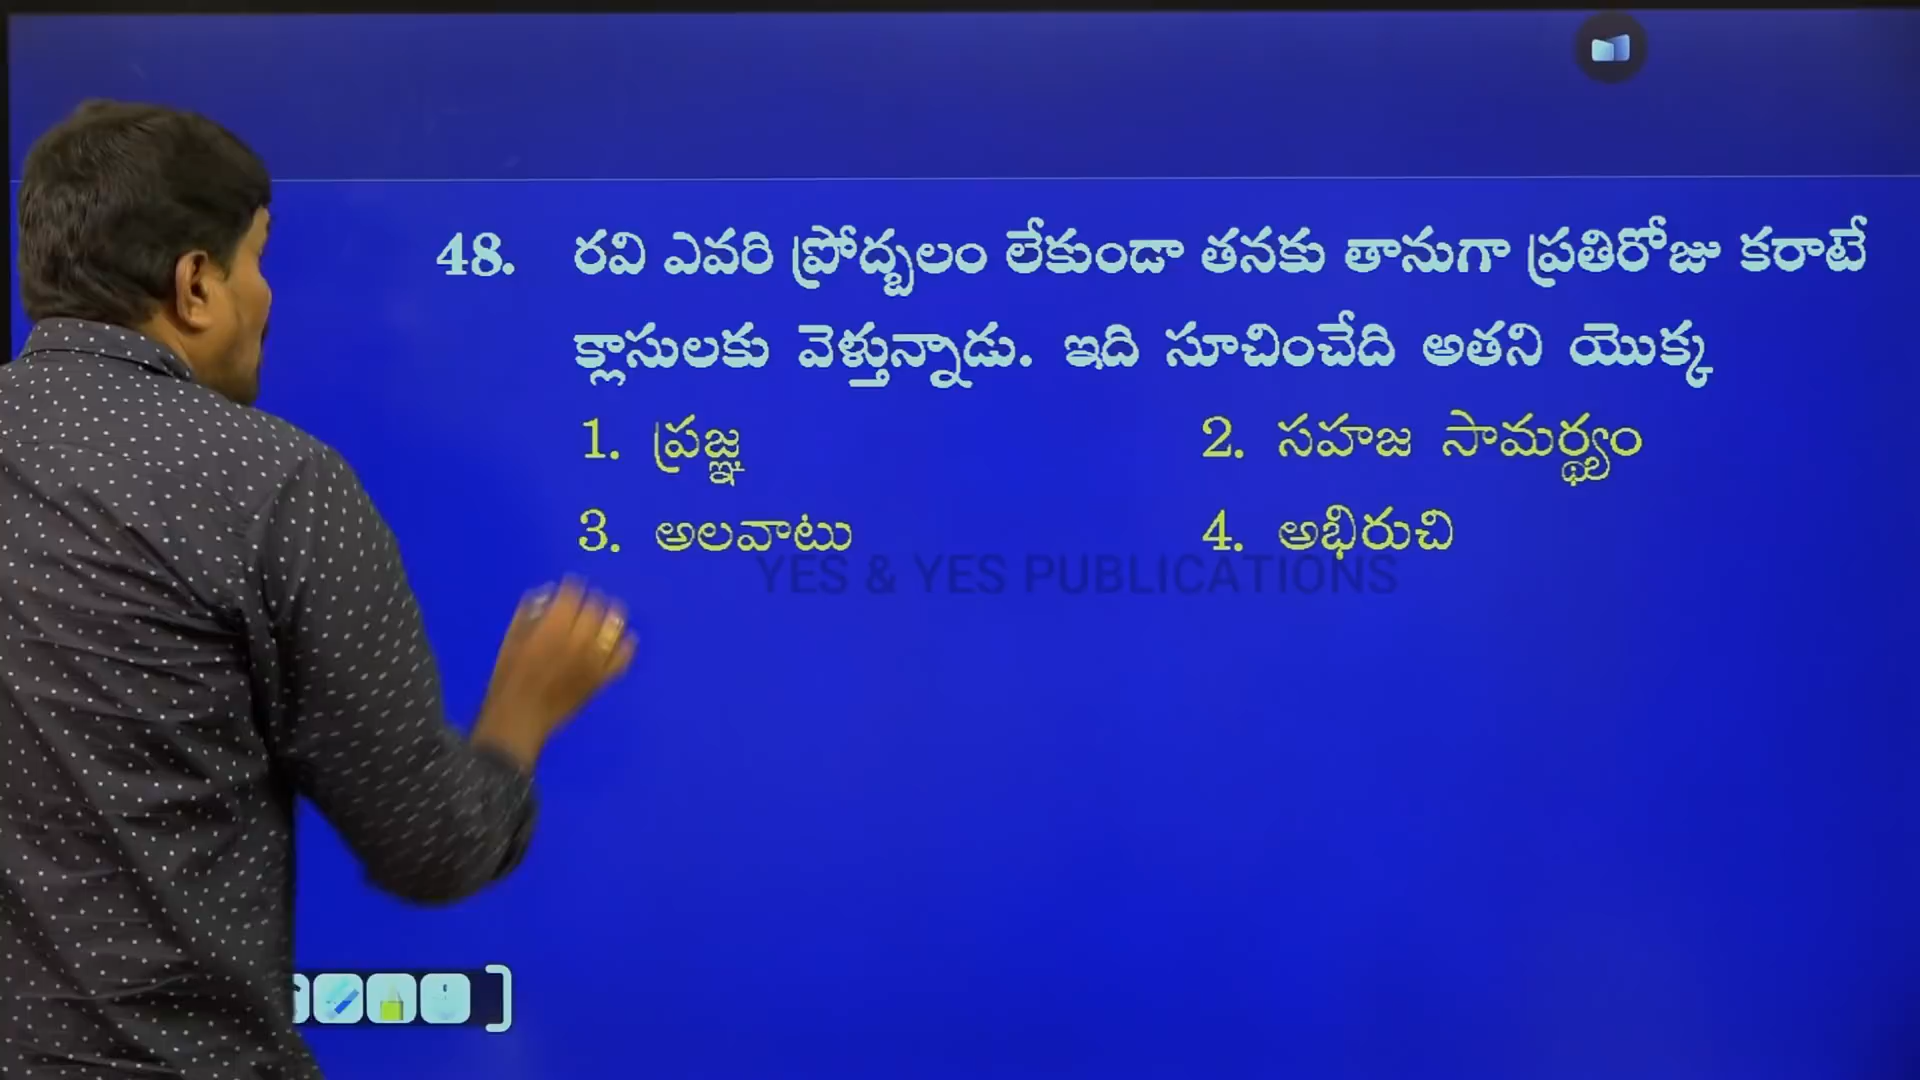 48. రవి ఎవరి ప్రోద్బలం లేకుండా తనకు తానుగా ప్రతిరోజు కరాటే
క్లాసులకు వెళ్తున్నాడు. ఇది సూచించేది అతని యొక్క
1. ప్రజ్ఞ 2. సహజ సామర్థ్యం
3. అలవాటు 4. అభిరుచి
YES & YES PUBLICATIONS